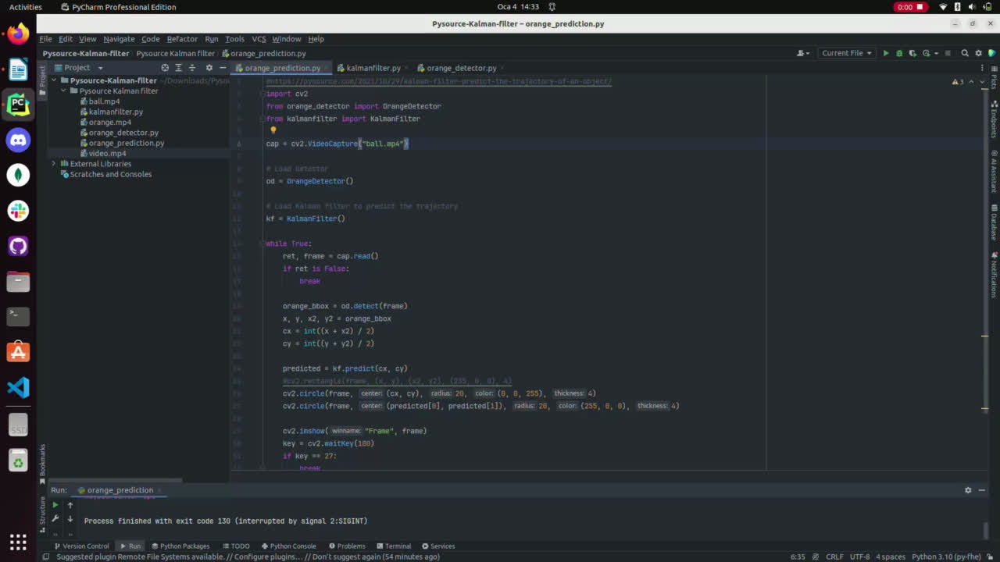 Activities
PyCharm Professional Edition
Oca 4 14:33
0:00
Pysource-Kalman-filter – orange_prediction.py
File Edit View Navigate Code Refactor Run Tools VCS Window Help
Pysource-Kalman-filter Pysource Kalman filter orange_prediction.py
Current File
Project
orange_prediction.py
kalmanfilter.py
orange_detector.py
Pysource-Kalman-filter ~/Downloads/Pysou
Pysource Kalman filter
ball.mp4
kalmanfilter.py
orange.mp4
orange_detector.py
orange_prediction.py
video.mp4
External Libraries
Scratches and Consoles
#https://pysource.com/2021/10/29/kalman-filter-predict-the-trajectory-of-an-object/
import cv2
from orange_detector import OrangeDetector
from kalmanfilter import KalmanFilter
cap = cv2.VideoCapture("ball.mp4")
# Load detector
od = OrangeDetector()
# Load Kalman filter to predict the trajectory
kf = KalmanFilter()
while True:
ret, frame = cap.read()
if ret is False:
break
orange_bbox = od.detect(frame)
x, y, x2, y2 = orange_bbox
cx = int((x + x2) / 2)
cy = int((y + y2) / 2)
predicted = kf.predict(cx, cy)
#cv2.rectangle(frame, (x, y), (x2, y2), (255, 0, 0), 4)
cv2.circle(frame, center: (cx, cy), radius: 20, color: (0, 0, 255), thickness: 4)
cv2.circle(frame, center: (predicted[0], predicted[1]), radius: 20, color: (255, 0, 0), thickness: 4)
cv2.imshow( winname: "Frame", frame)
key = cv2.waitKey(100)
if key == 27:
break
3
Project
Bookmarks
Structure
Plots
Endpoints
AI Assistant
Database
Notifications
Run: orange_prediction
Process finished with exit code 130 (interrupted by signal 2:SIGINT)
Version Control Run Python Packages TODO Python Console Problems Terminal Services
Suggested plugin Remote File Systems available. // Configure plugins... // Don't suggest again (54 minutes ago)
6:35 CRLF UTF-8 4 spaces Python 3.10 (py-fhe)
PC
SSD